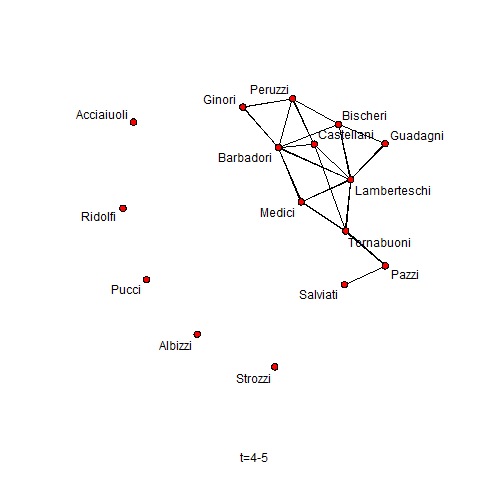 Peruzzi
Ginori
Acciaiuoli
Bischeri
Castellani
Guadagni
Barbadori
Lamberteschi
Medici
Ridolfi
Tornabuoni
Pazzi
Pucci
Salviati
Albizzi
Strozzi
t=4-5